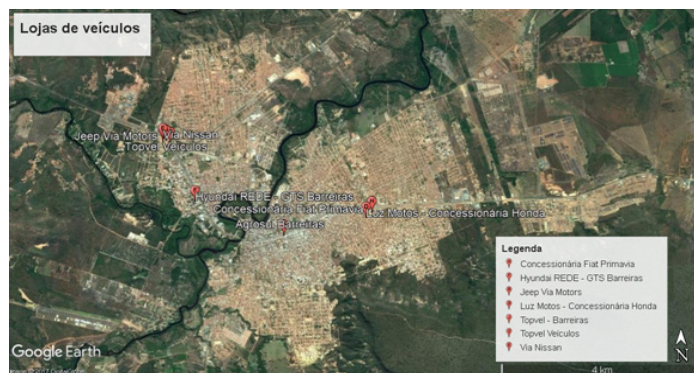 Lojas de veículos
Jeep Via Motors Via Nissan
Topvel Veículos
Hyundai REDE - GTS Barreiras
Concessionária Fiat Primavia
Luz Motos - Concessionária Honda
Agrosul Barreiras
Legenda
Concessionária Fiat Primavia
Hyundai REDE - GTS Barreiras
Jeep Via Motors
Luz Motos - Concessionária Honda
Topvel - Barreiras
Topvel Veículos
Via Nissan
Google Earth
N
4 km